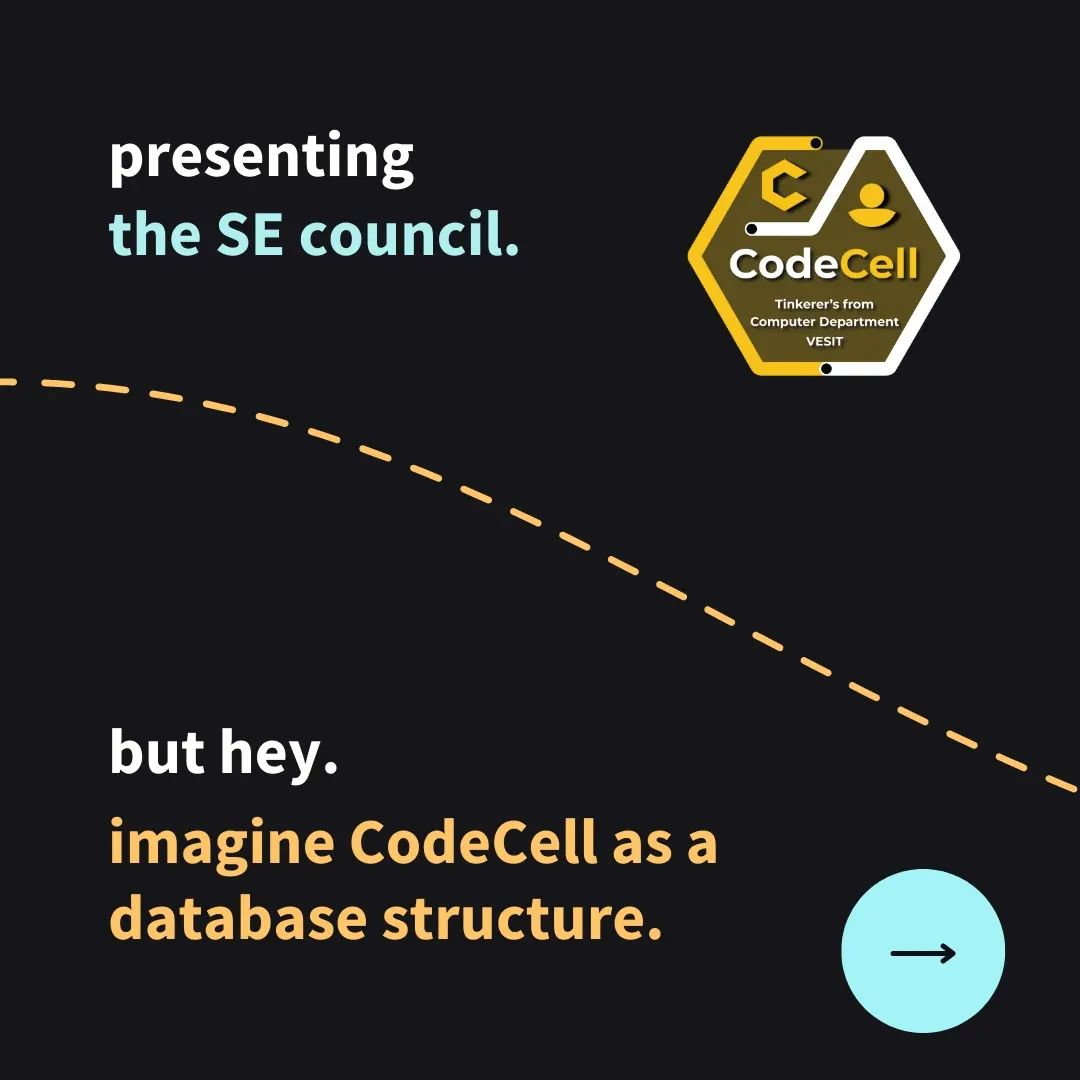 presenting
the SE council.
CodeCell
Tinkerer's from
Computer Department
VESIT
but hey.
imagine CodeCell as a
database structure.